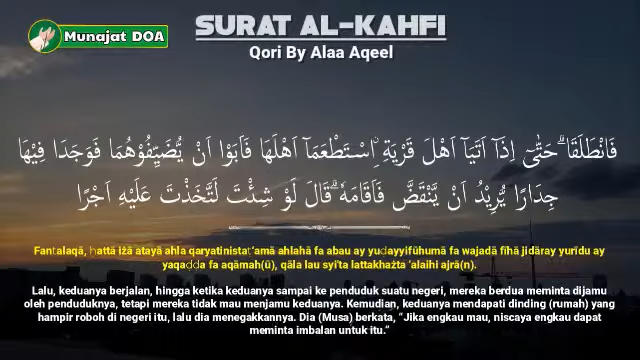 Munajat DOA
SURAT AL-KAHFI
Qori By Alaa Aqeel
فَانْطَلَقَا ۗحَتّٰىٓ اِذَآ اَتَيَآ اَهْلَ قَرْيَةِ ۨاسْتَطْعَمَآ اَهْلَهَا فَاَبَوْا اَنْ يُّضَيِّفُوْهُمَا فَوَجَدَا فِيْهَا
جِدَارًا يُّرِيْدُ اَنْ يَّنْقَضَّ فَاَقَامَهٗ ۗقَالَ لَوْ شِئْتَ لَتَّخَذْتَ عَلَيْهِ اَجْرًا
Fanṭalaqā, ḥattā iżā atayā ahla qaryatinistaṭ‘amā ahlahā fa abau ay yuḍayyifūhumā fa wajadā fīhā jidāray yurīdu ay
yaqaḍḍa fa aqāmah(ū), qāla lau syi'ta lattakhażta ‘alaihi ajrā(n).
Lalu, keduanya berjalan, hingga ketika keduanya sampai ke penduduk suatu negeri, mereka berdua meminta dijamu
oleh penduduknya, tetapi mereka tidak mau menjamu keduanya. Kemudian, keduanya mendapati dinding (rumah) yang
hampir roboh di negeri itu, lalu dia menegakkannya. Dia (Musa) berkata, “Jika engkau mau, niscaya engkau dapat
meminta imbalan untuk itu.”